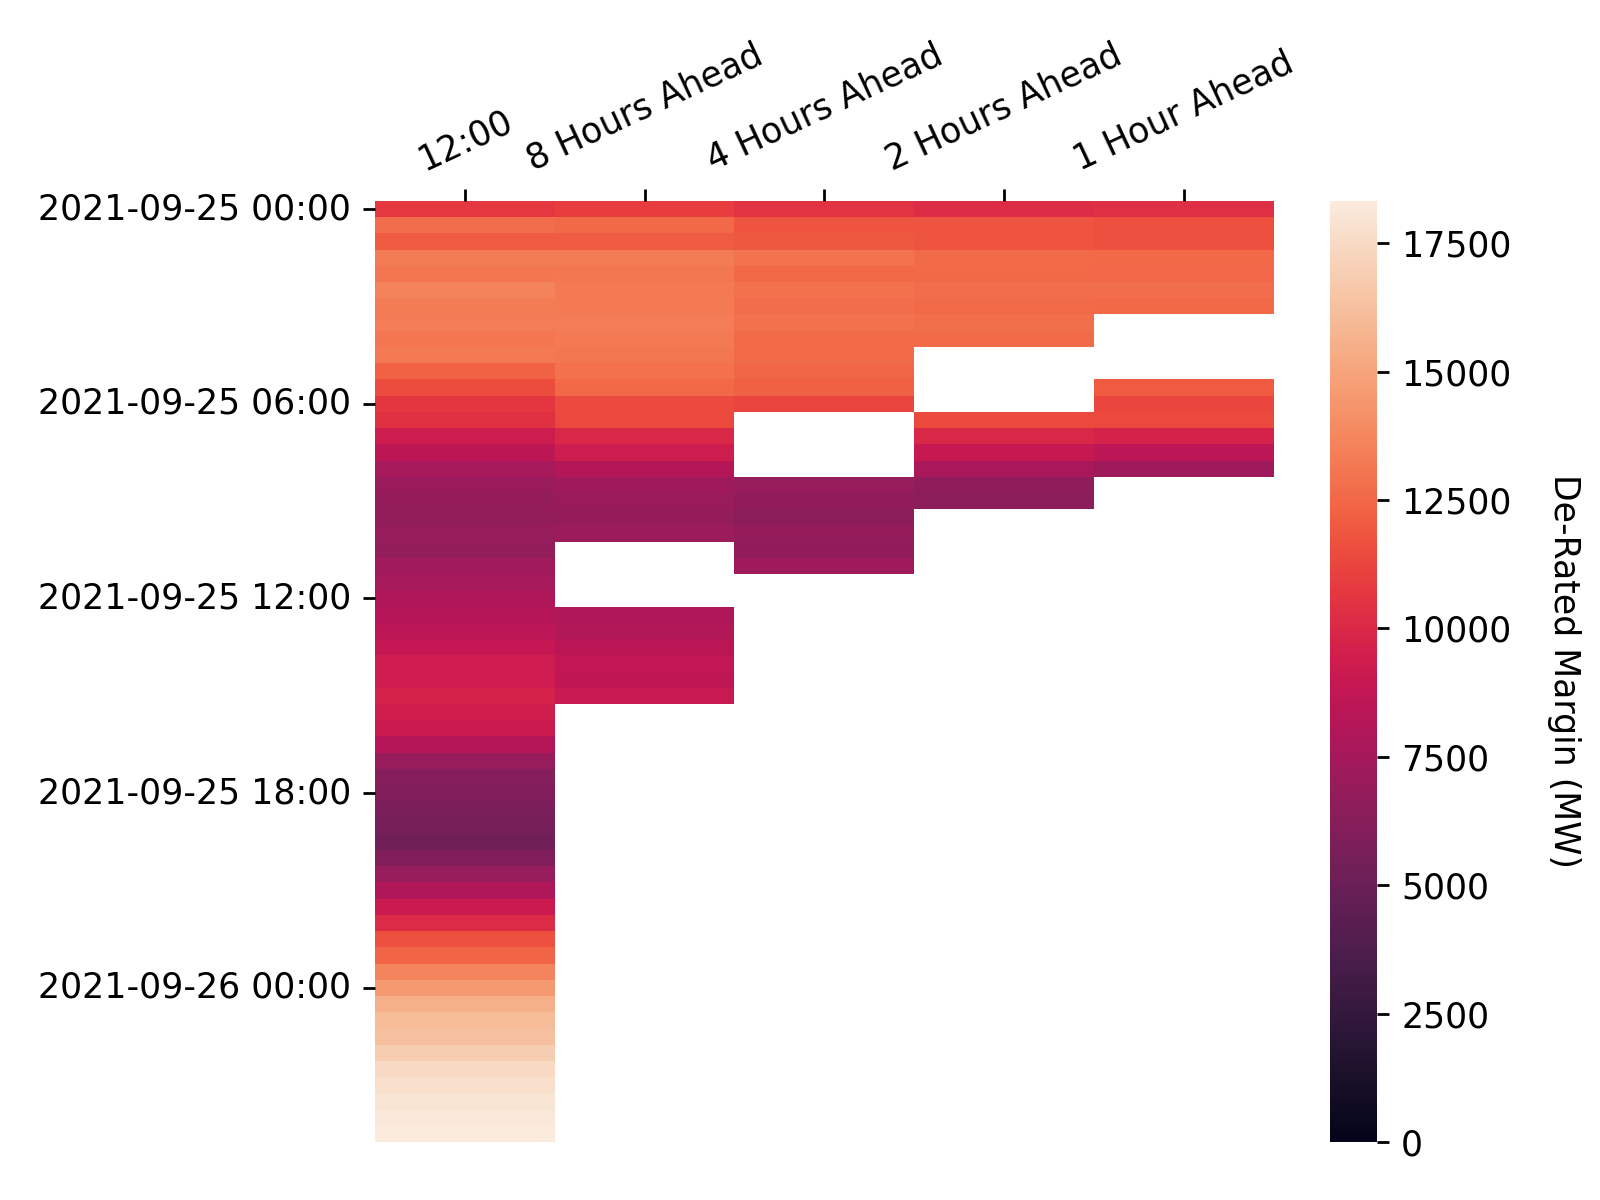 12:00
8 Hours Ahead
4 Hours Ahead
2 Hours Ahead
1 Hour Ahead
2021-09-25 00:00
2021-09-25 06:00
2021-09-25 12:00
2021-09-25 18:00
2021-09-26 00:00
17500
15000
12500
10000
7500
5000
2500
0
De-Rated Margin (MW)